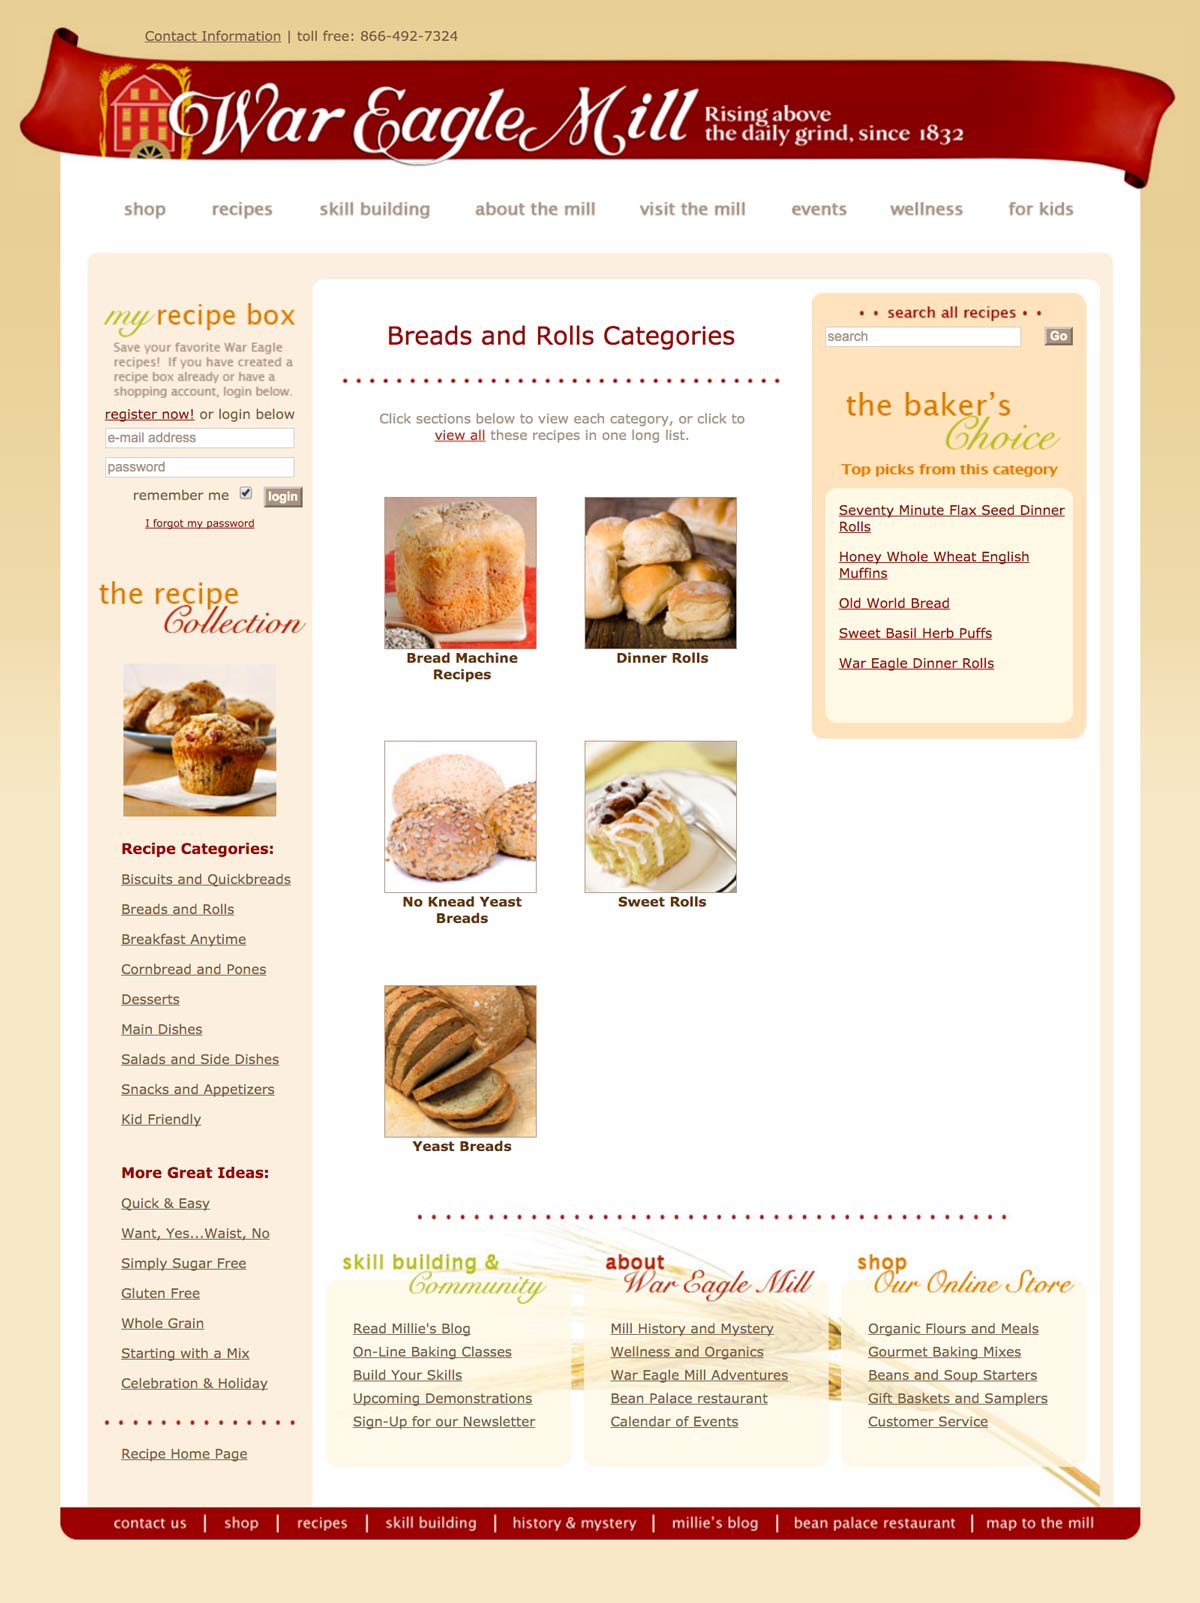 Contact Information | toll free: 866-492-7324
War Eagle Mill
Rising above
the daily grind, since 1832
shop recipes skill building about the mill visit the mill events wellness for kids
my recipe box
Save your favorite War Eagle
recipes! If you have created a
recipe box already or have a
shopping account, login below.
register now! or login below
e-mail address
password
remember me login
I forgot my password
the recipe
Collection
Recipe Categories:
Biscuits and Quickbreads
Breads and Rolls
Breakfast Anytime
Cornbread and Pones
Desserts
Main Dishes
Salads and Side Dishes
Snacks and Appetizers
Kid Friendly
More Great Ideas:
Quick & Easy
Want, Yes...Waist, No
Simply Sugar Free
Gluten Free
Whole Grain
Starting with a Mix
Celebration & Holiday
Recipe Home Page
Breads and Rolls Categories
Click sections below to view each category, or click to
view all these recipes in one long list.
Bread Machine
Recipes
Dinner Rolls
No Knead Yeast
Breads
Sweet Rolls
Yeast Breads
• • search all recipes • •
search Go
the baker's
Choice
Top picks from this category
Seventy Minute Flax Seed Dinner
Rolls
Honey Whole Wheat English
Muffins
Old World Bread
Sweet Basil Herb Puffs
War Eagle Dinner Rolls
skill building &
Community
Read Millie's Blog
On-Line Baking Classes
Build Your Skills
Upcoming Demonstrations
Sign-Up for our Newsletter
about
War Eagle Mill
Mill History and Mystery
Wellness and Organics
War Eagle Mill Adventures
Bean Palace restaurant
Calendar of Events
shop
Our Online Store
Organic Flours and Meals
Gourmet Baking Mixes
Beans and Soup Starters
Gift Baskets and Samplers
Customer Service
contact us | shop | recipes | skill building | history & mystery | millie's blog | bean palace restaurant | map to the mill